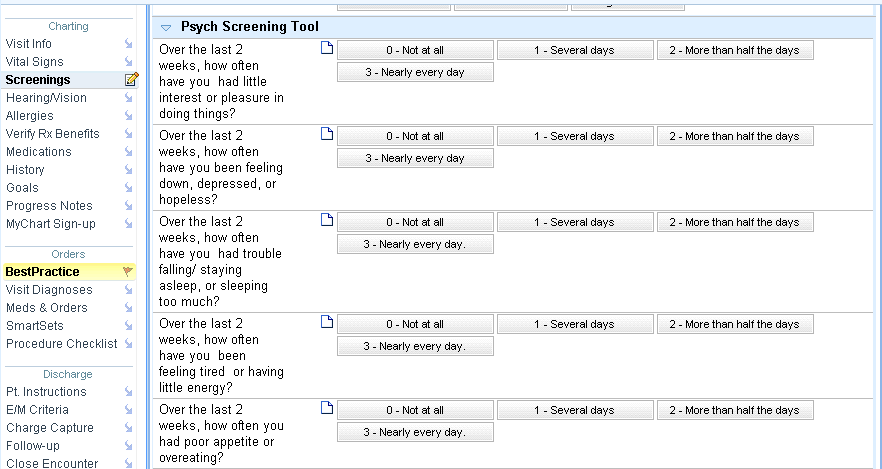 Charting
Visit Info
Vital Signs
Screenings
Hearing/Vision
Allergies
Verify Rx Benefits
Medications
History
Goals
Progress Notes
MyChart Sign-up
Orders
BestPractice
Visit Diagnoses
Meds & Orders
SmartSets
Procedure Checklist
Discharge
Pt. Instructions
E/M Criteria
Charge Capture
Follow-up
Close Encounter
Psych Screening Tool
Over the last 2
weeks, how often
have you  had little
interest or pleasure in
doing things?
0 - Not at all
1 - Several days
2 - More than half the days
3 - Nearly every day
Over the last 2
weeks, how often
have you been feeling
down, depressed, or
hopeless?
0 - Not at all
1 - Several days
2 - More than half the days
3 - Nearly every day
Over the last 2
weeks, how often
have you  had trouble
falling/ staying
asleep, or sleeping
too much?
0 - Not at all
1 - Several days
2 - More than half the days
3 - Nearly every day.
Over the last 2
weeks, how often
have you  been
feeling tired  or having
little energy?
0 - Not at all
1 - Several days
2 - More than half the days
3 - Nearly every day.
Over the last 2
weeks, how often you
had poor appetite or
overeating?
0 - Not at all
1 - Several days
2 - More than half the days
3 - Nearly every day.